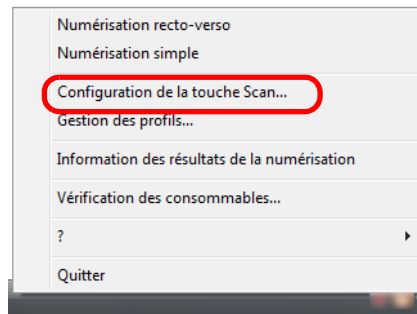 Numérisation recto-verso
Numérisation simple
Configuration de la touche Scan...
Gestion des profils...
Information des résultats de la numérisation
Vérification des consommables...
?
Quitter